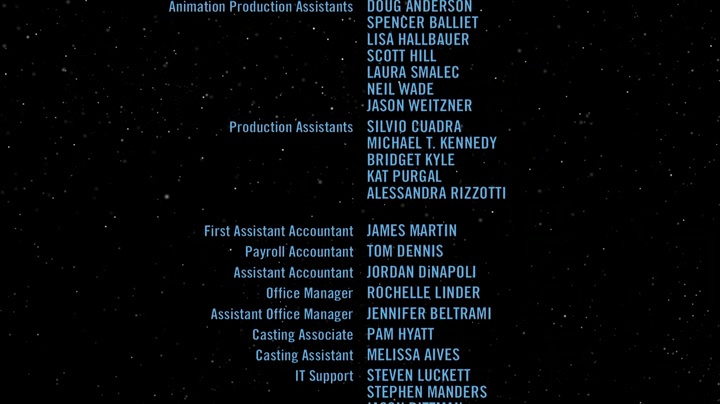 Animation Production Assistants DOUG ANDERSON
SPENCER BALLIET
LISA HALLBAUER
SCOTT HILL
LAURA SMALEC
NEIL WADE
JASON WEITZNER
Production Assistants SILVIO CUADRA
MICHAEL T. KENNEDY
BRIDGET KYLE
KAT PURGAL
ALESSANDRA RIZZOTTI
First Assistant Accountant JAMES MARTIN
Payroll Accountant TOM DENNIS
Assistant Accountant JORDAN DiNAPOLI
Office Manager ROCHELLE LINDER
Assistant Office Manager JENNIFER BELTRAMI
Casting Associate PAM HYATT
Casting Assistant MELISSA AIVES
IT Support STEVEN LUCKETT
STEPHEN MANDERS